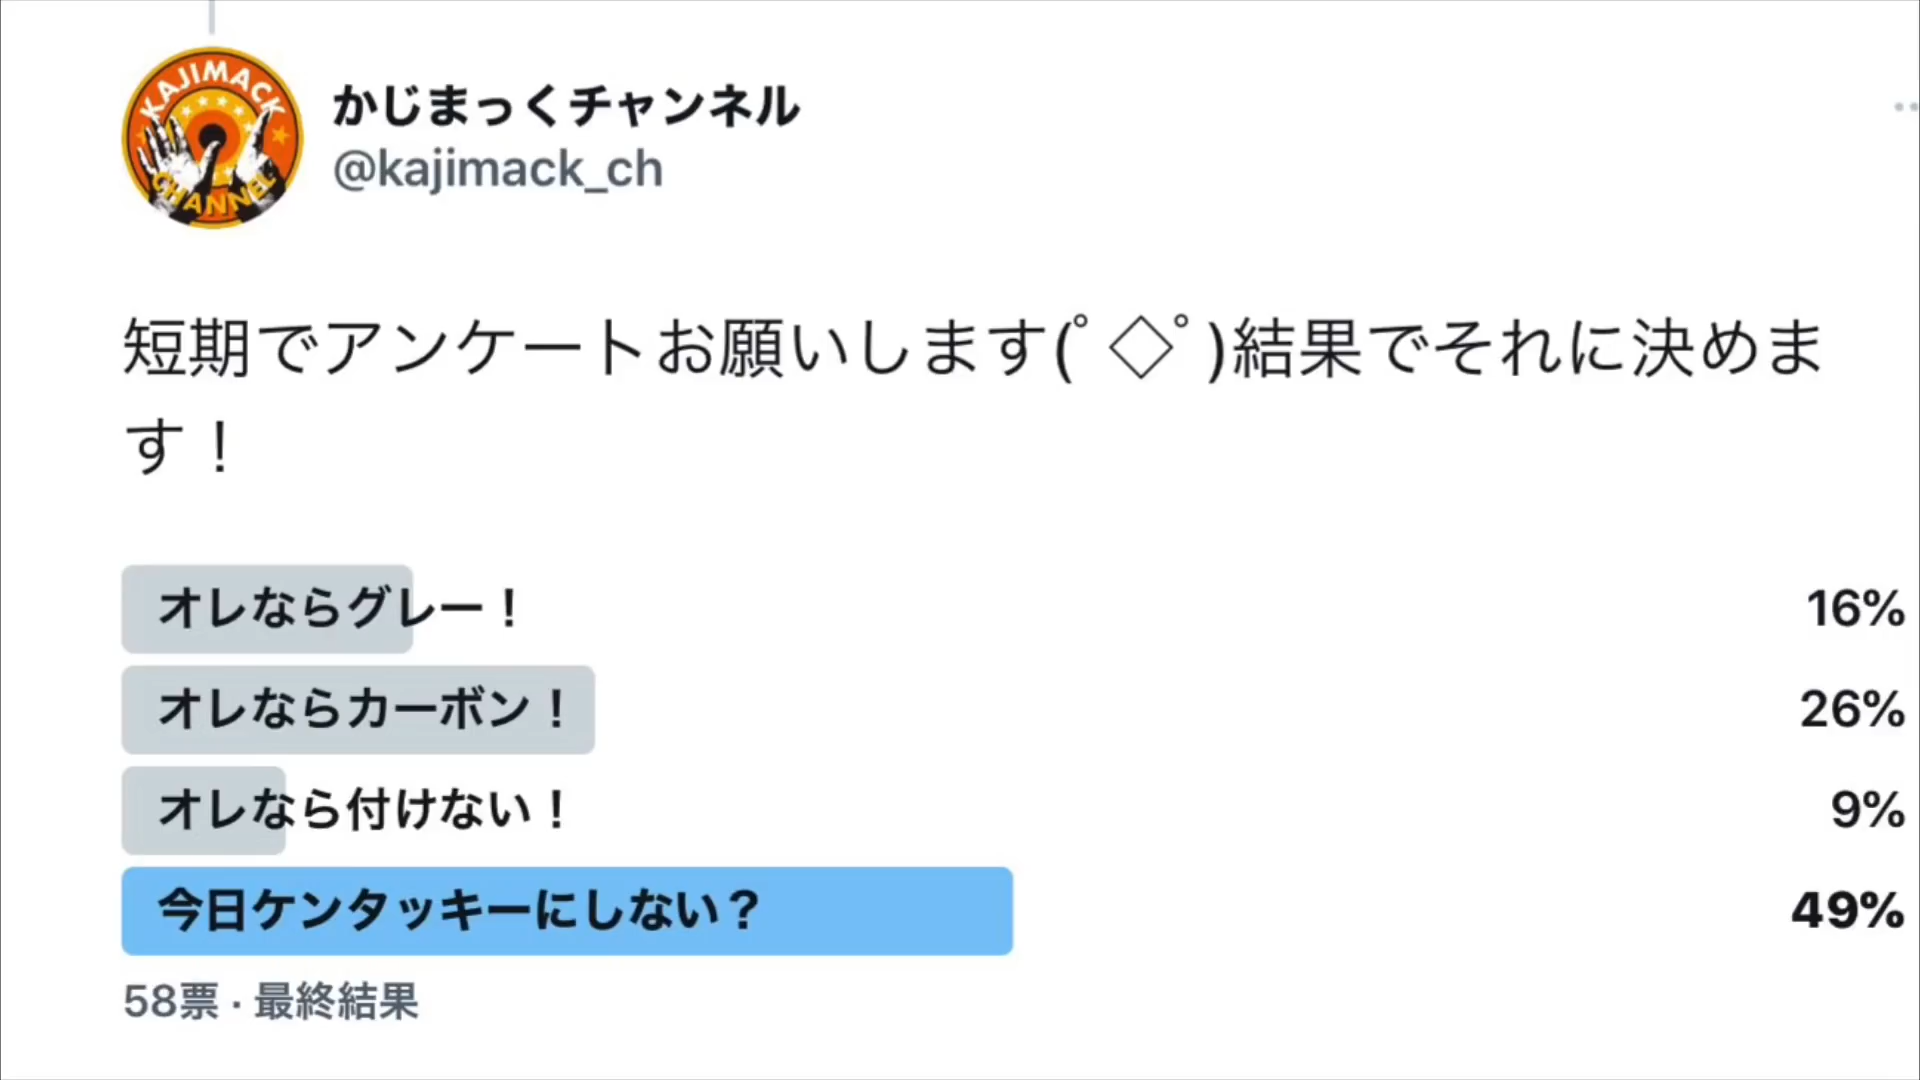 KAJIMACK
CHANNEL
かじまっくチャンネル
@kajimack_ch
短期でアンケートお願いします(ﾟ◇ﾟ)結果でそれに決めま
す！
オレならグレー！
16%
オレならカーボン！
26%
オレなら付けない！
9%
今日ケンタッキーにしない？
49%
58票 · 最終結果